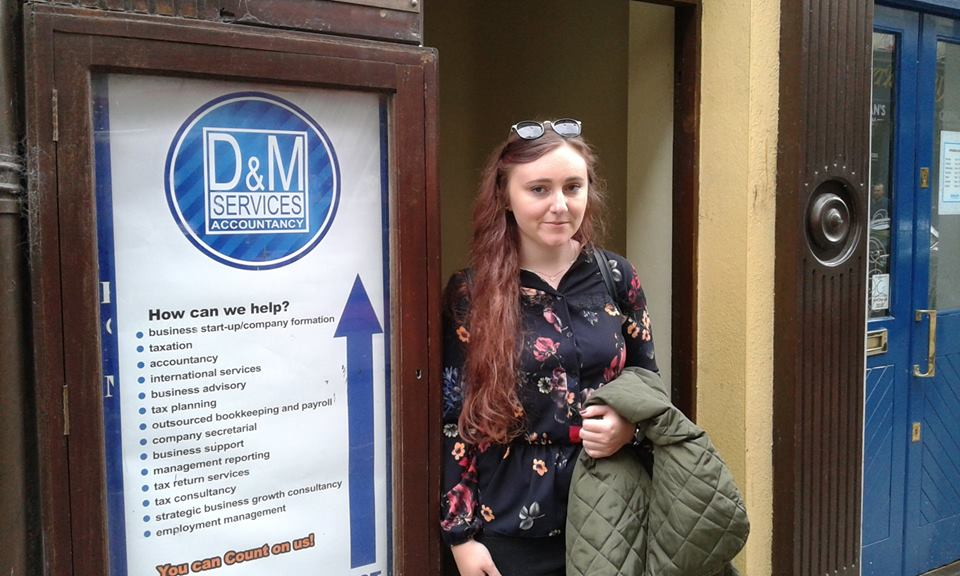 D&M
SERVICES
ACCOUNTANCY
How can we help?
business start-up/company formation
taxation
accountancy
international services
business advisory
tax planning
outsourced bookkeeping and payroll
company secretarial
business support
management reporting
tax return services
tax consultancy
strategic business growth consultancy
employment management
You can Count on us!